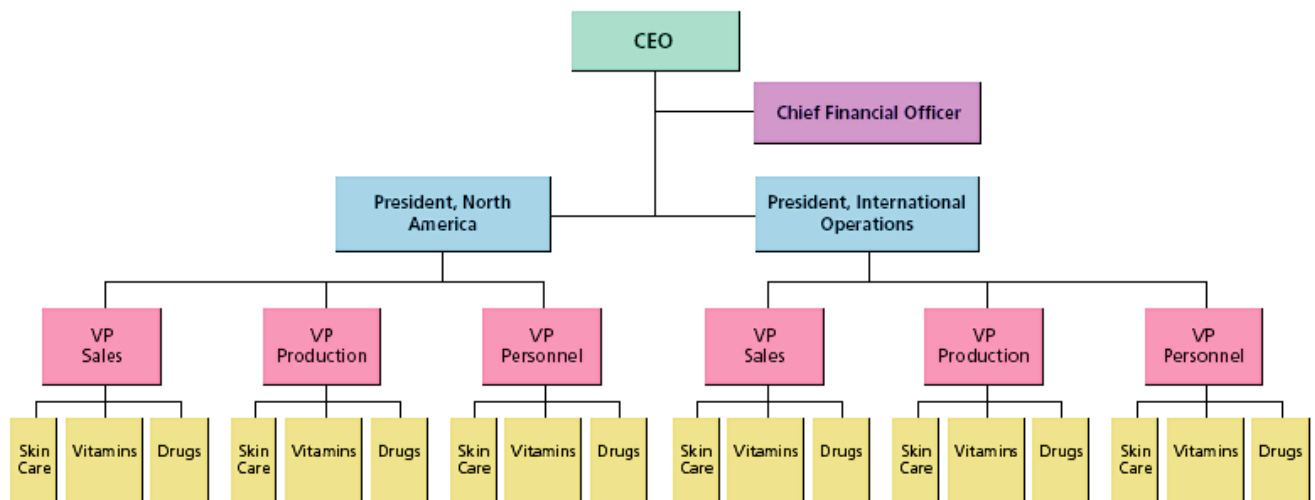 CEO
Chief Financial Officer
President, North
America
President, International
Operations
VP
Sales
VP
Production
VP
Personnel
VP
Sales
VP
Production
VP
Personnel
Skin
Care
Vitamins
Drugs
Skin
Care
Vitamins
Drugs
Skin
Care
Vitamins
Drugs
Skin
Care
Vitamins
Drugs
Skin
Care
Vitamins
Drugs
Skin
Care
Vitamins
Drugs